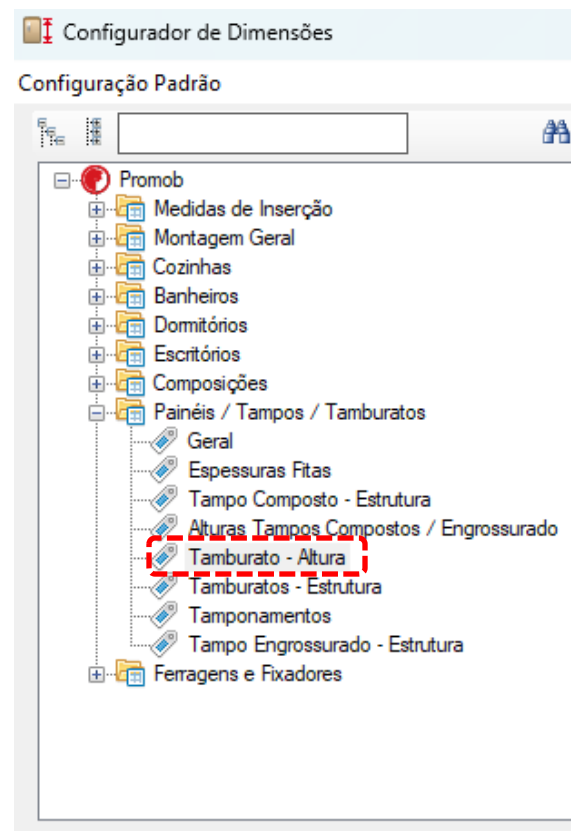 Configurador de Dimensões
Configuração Padrão
Promob
Medidas de Inserção
Montagem Geral
Cozinhas
Banheiros
Dormitórios
Escritórios
Composições
Painéis / Tampos / Tamburatos
Geral
Espessuras Fitas
Tampo Composto - Estrutura
Alturas Tampos Compostos / Engrossurado
Tamburato - Altura
Tamburatos - Estrutura
Tamponamentos
Tampo Engrossurado - Estrutura
Ferragens e Fixadores